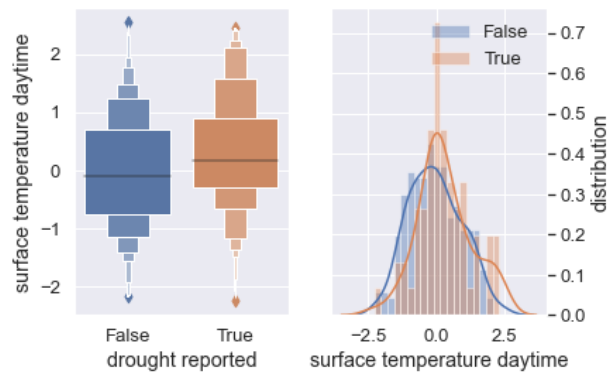 surface temperature daytime
2
1
0
−1
−2
False True
drought reported
False
True
0.7
0.6
0.5
0.4
0.3
0.2
0.1
0.0
distribution
−2.5 0.0 2.5
surface temperature daytime